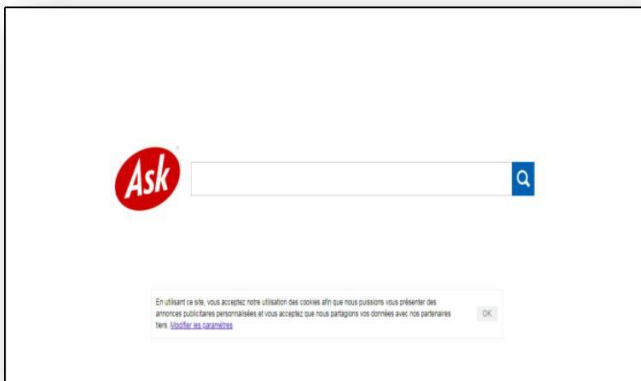 Ask
En utilisant ce site, vous acceptez notre utilisation des cookies afin que nous puissions vous présenter des
annonces publicitaires personnalisées et vous acceptez que nous partagions vos données avec nos partenaires
tiers. Modifier les paramètres
OK